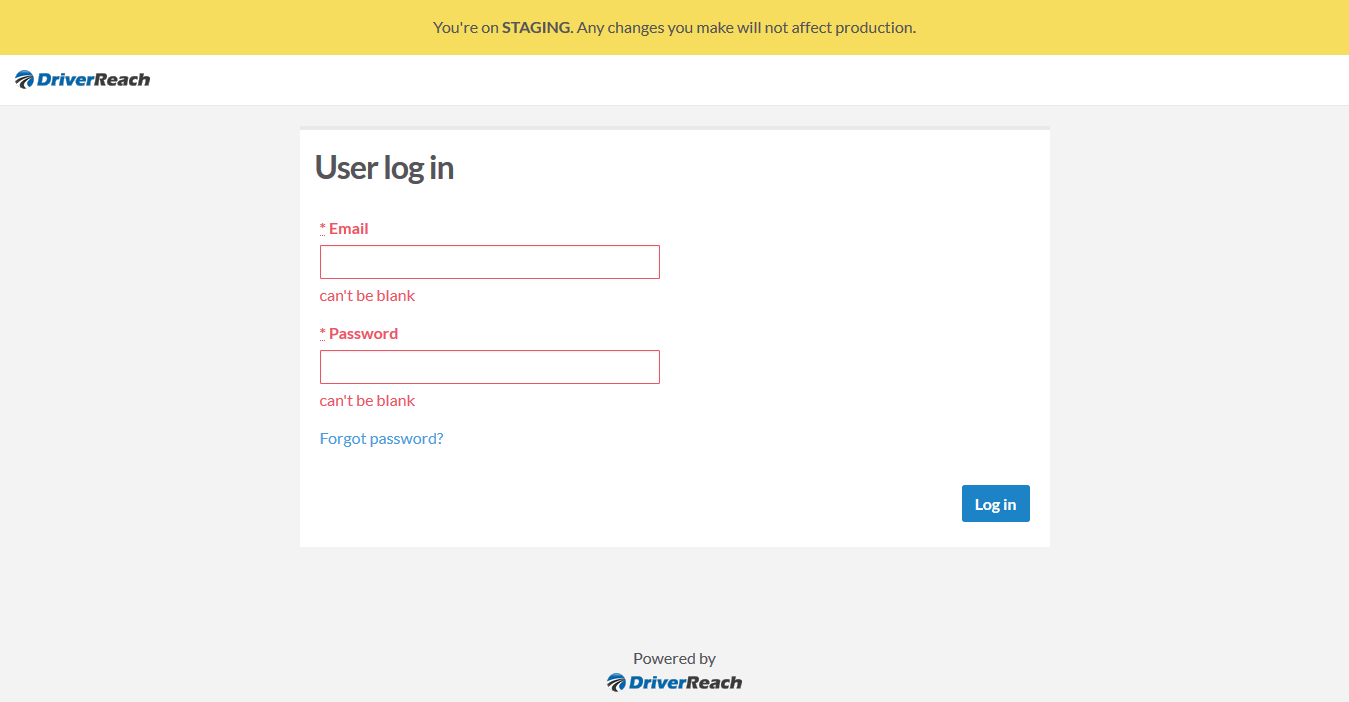 You're on STAGING. Any changes you make will not affect production.
DriverReach
User log in
* Email
can't be blank
* Password
can't be blank
Forgot password?
Log in
Powered by
DriverReach